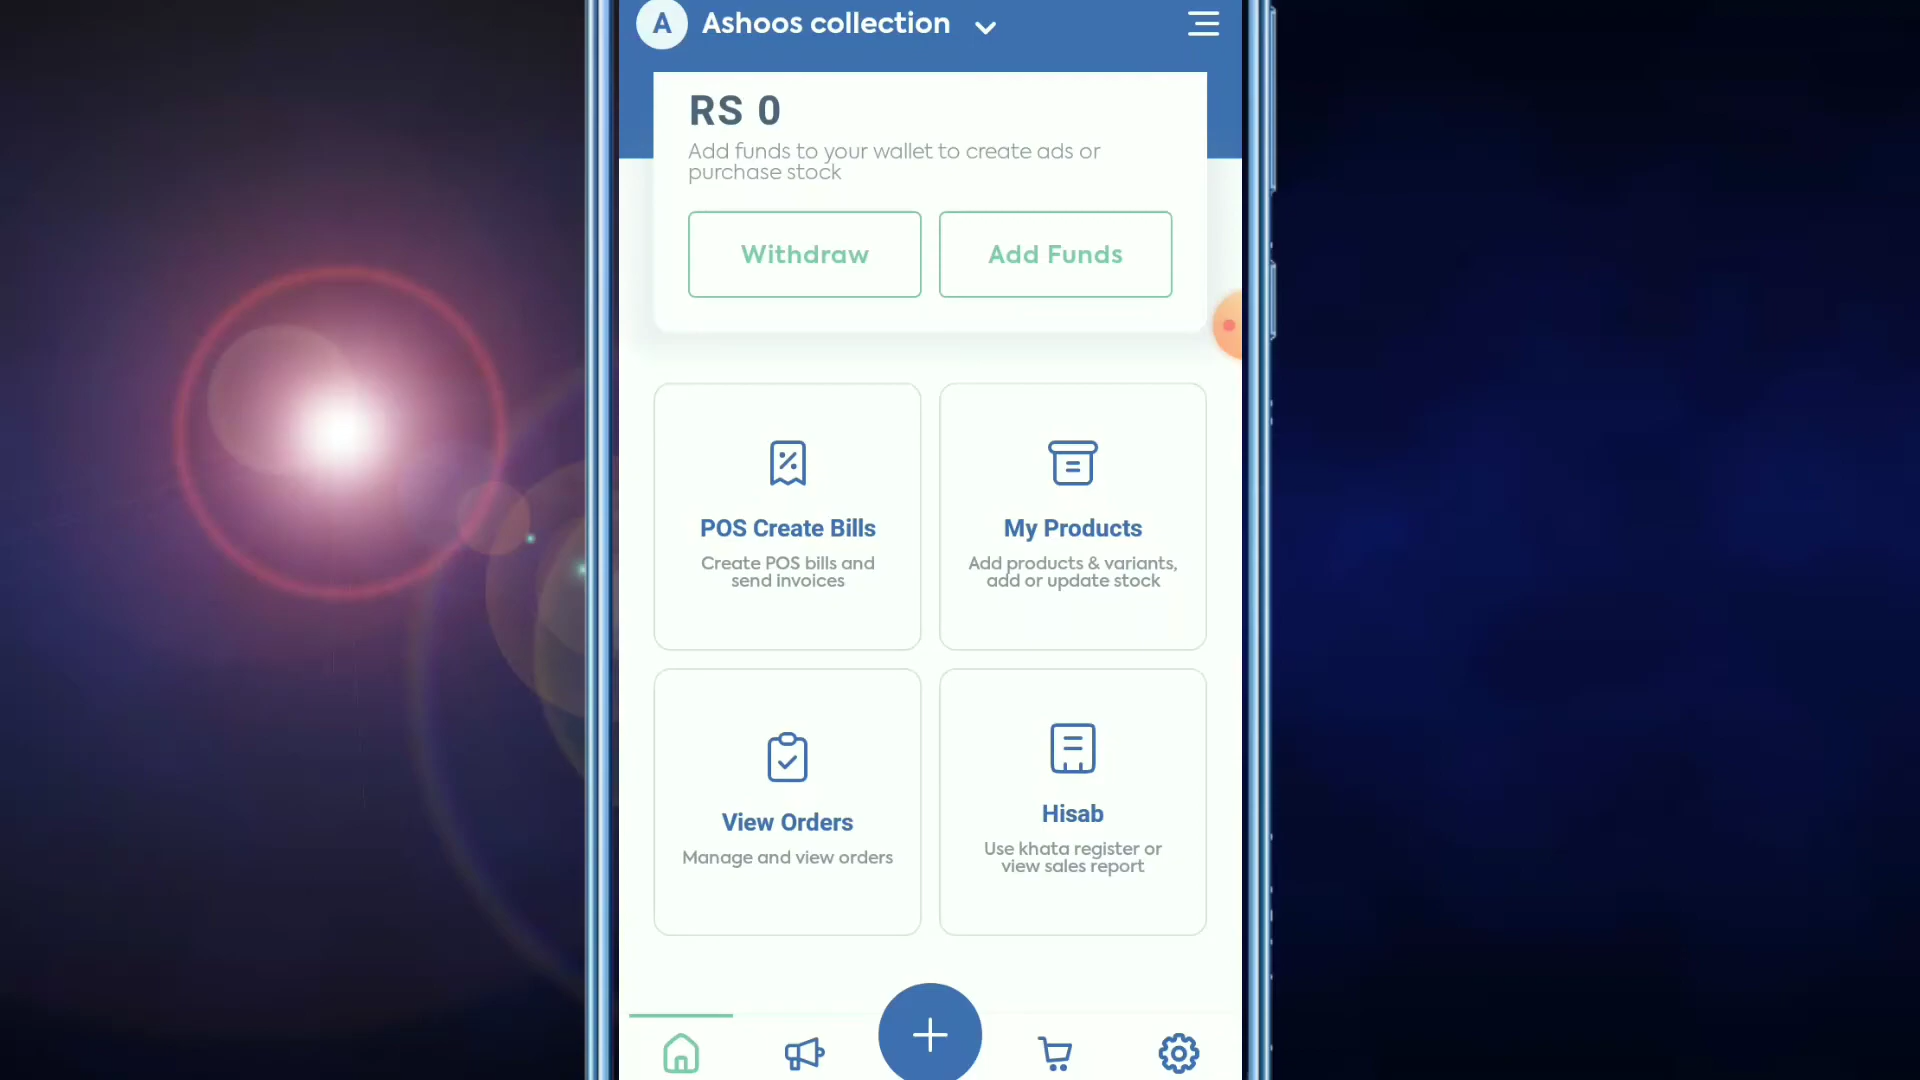 A Ashoos collection
RS 0
Add funds to your wallet to create ads or
purchase stock
Withdraw Add Funds
POS Create Bills
Create POS bills and
send invoices
My Products
Add products & variants,
add or update stock
View Orders
Manage and view orders
Hisab
Use khata register or
view sales report